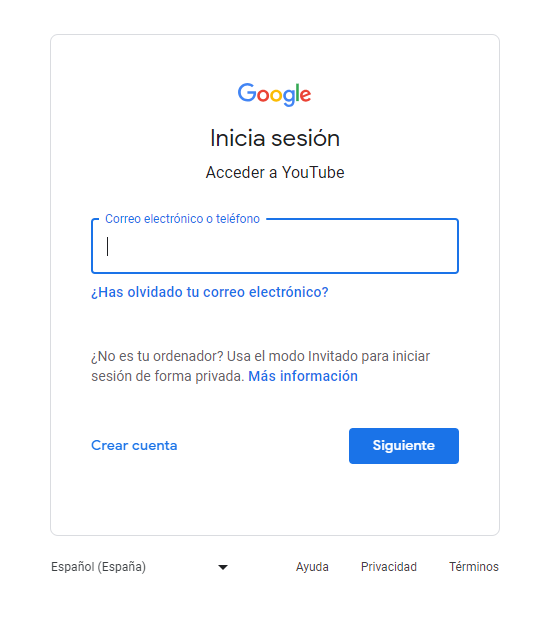 Google
Inicia sesión
Acceder a YouTube
Correo electrónico o teléfono
¿Has olvidado tu correo electrónico?
¿No es tu ordenador? Usa el modo Invitado para iniciar
sesión de forma privada. Más información
Crear cuenta Siguiente
Español (España) Ayuda Privacidad Términos